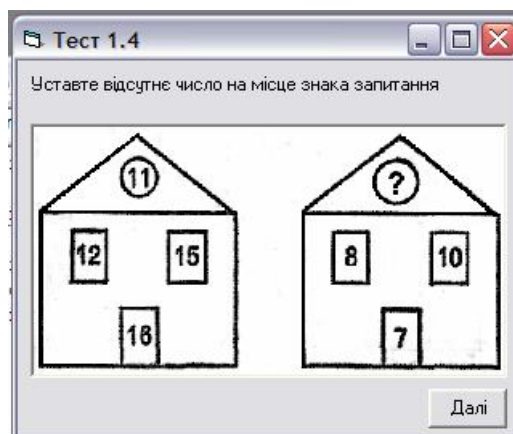 Тест 1.4
Уставте відсутнє число на місце знака запитання
11 ?
12 15 8 10
16 7
Далі